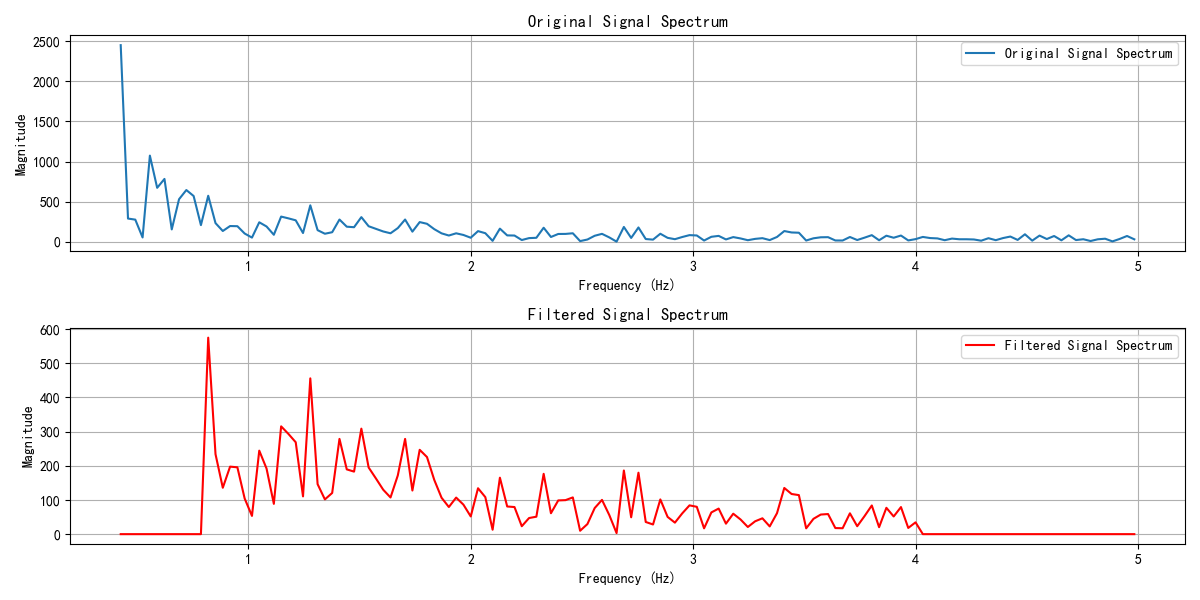 Original Signal Spectrum
2500
2000
1500
1000
500
0
Magnitude
Original Signal Spectrum
1 2 3 4 5
Frequency (Hz)
Filtered Signal Spectrum
600
500
400
300
200
100
0
Magnitude
Filtered Signal Spectrum
1 2 3 4 5
Frequency (Hz)